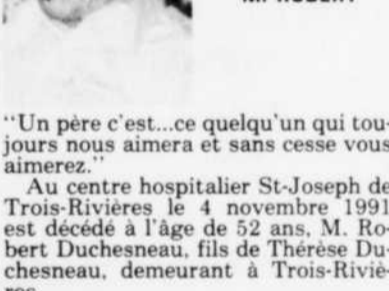 M. ROBERT
"Un père c'est...ce quelqu'un qui tou-
jours nous aimera et sans cesse vous
aimerez."
Au centre hospitalier St-Joseph de
Trois-Rivières le 4 novembre 1991
est décédé à l'âge de 52 ans, M. Ro-
bert Duchesneau, fils de Thérèse Du-
chesneau, demeurant à Trois-Riviè-
res